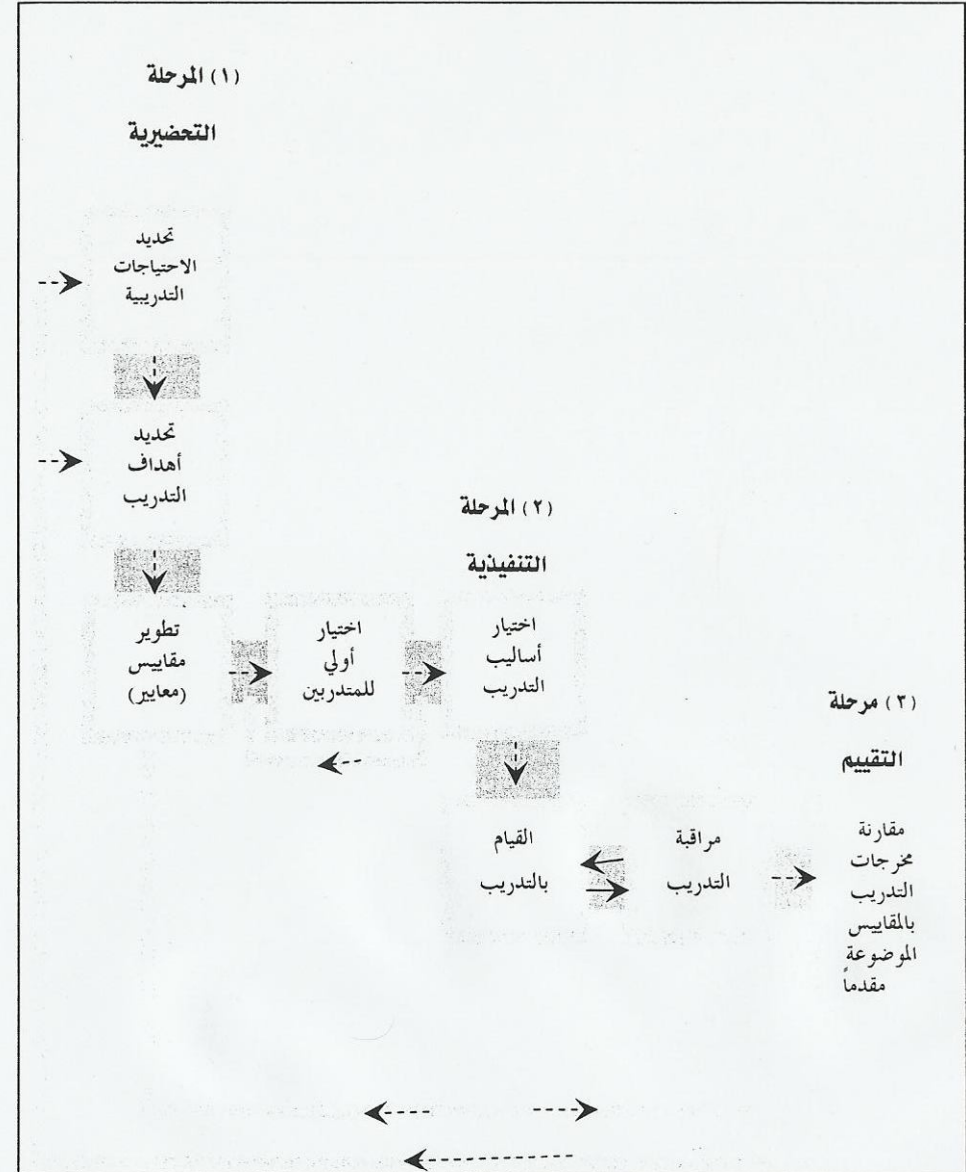 (١) المرحلة
التحضيرية
تحديد
الاحتياجات
التدريبية
تحديد
أهداف
التدريب
تطوير
مقاييس
(معايير)
اختيار
أولي
للمتدربين
(٢) المرحلة
التنفيذية
اختيار
أساليب
التدريب
القيام
بالتدريب
مراقبة
التدريب
(٣) مرحلة
التقييم
مقارنة
مخرجات
التدريب
بالمقاييس
الموضوعة
مقدماً